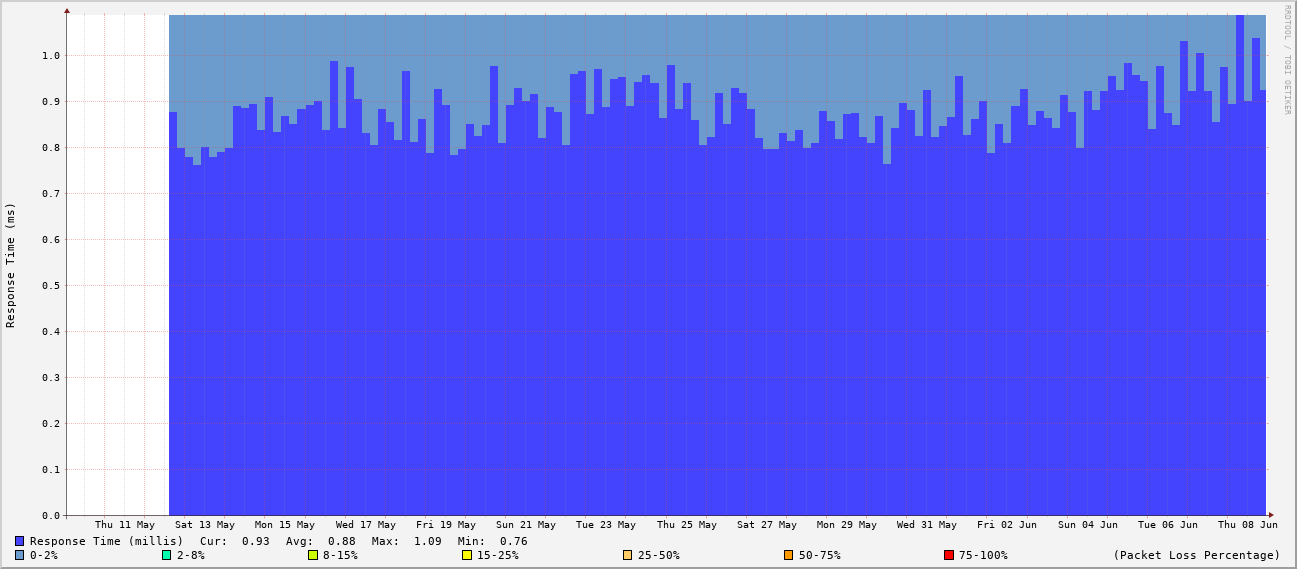 RRDTOOL / TOBI OETIKER
Response Time (ms)
1.0
0.9
0.8
0.7
0.6
0.5
0.4
0.3
0.2
0.1
0.0
Thu 11 May Sat 13 May Mon 15 May Wed 17 May Fri 19 May Sun 21 May Tue 23 May Thu 25 May Sat 27 May Mon 29 May Wed 31 May Fri 02 Jun Sun 04 Jun Tue 06 Jun Thu 08 Jun
Response Time (millis) Cur: 0.93 Avg: 0.88 Max: 1.09 Min: 0.76
0-2% 2-8% 8-15% 15-25% 25-50% 50-75% 75-100% (Packet Loss Percentage)